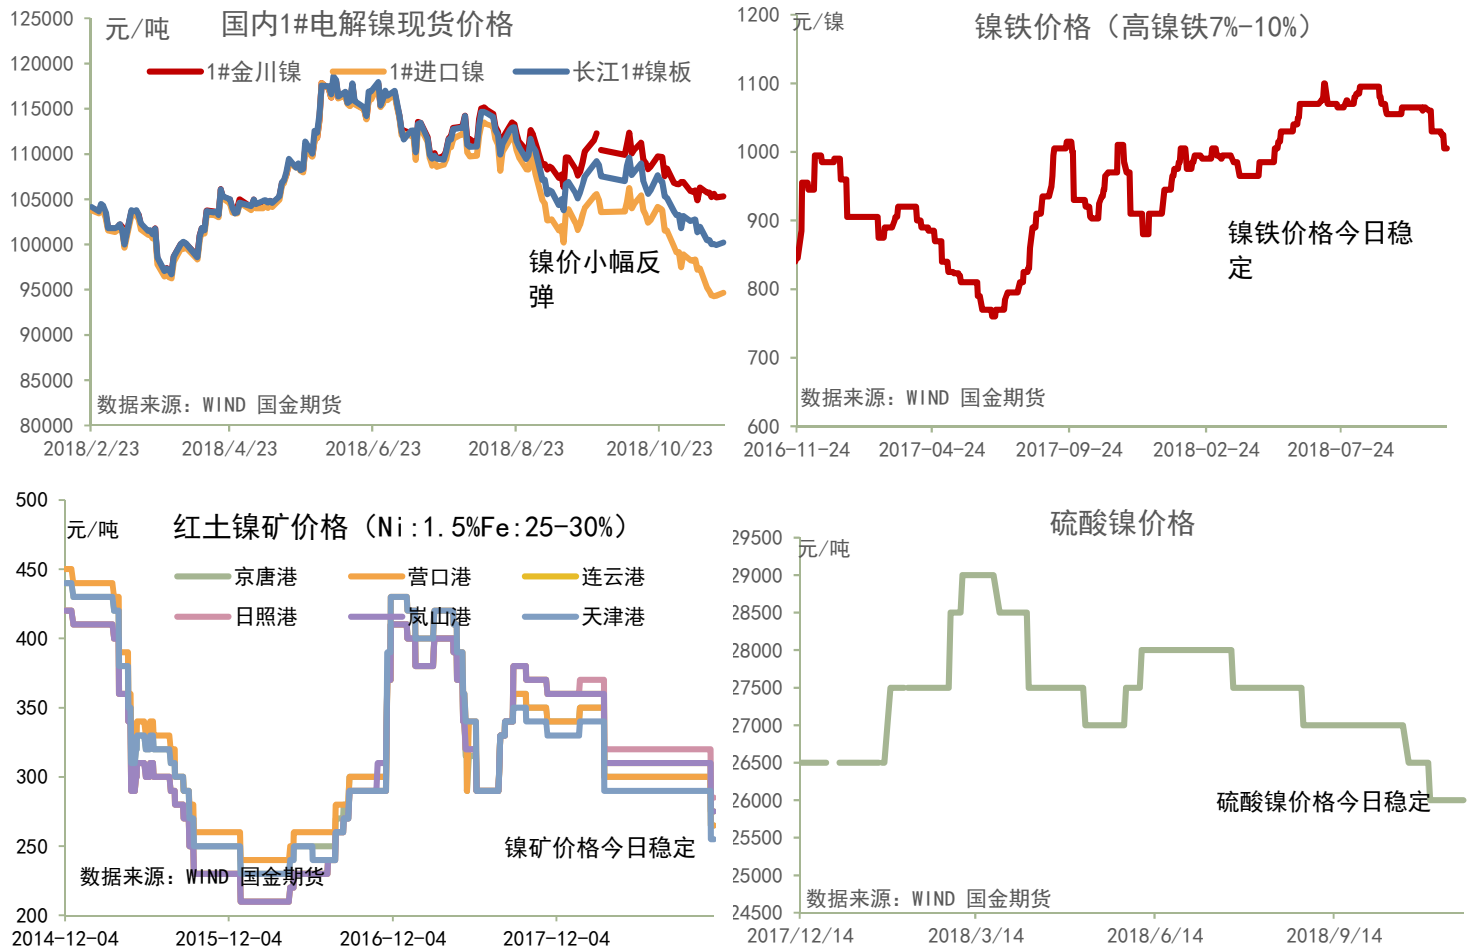 国内1#电解镍现货价格
元/吨
1#金川镍
1#进口镍
长江1#镍板
125000
120000
115000
110000
105000
100000
95000
90000
85000
80000
镍价小幅反
弹
数据来源: WIND 国金期货
2018/2/23
2018/4/23
2018/6/23
2018/8/23
2018/10/23
镍铁价格（高镍铁7%-10%）
元/镍
1200
1100
1000
900
800
700
600
镍铁价格今日稳
定
数据来源: WIND 国金期货
2016-11-24
2017-04-24
2017-09-24
2018-02-24
2018-07-24
红土镍矿价格（Ni:1.5%Fe:25-30%）
元/吨
京唐港
营口港
连云港
日照港
岚山港
天津港
500
450
400
350
300
250
200
镍矿价格今日稳定
数据来源: WIND 国金期货
2014-12-04
2015-12-04
2016-12-04
2017-12-04
硫酸镍价格
元/吨
29500
29000
28500
28000
27500
27000
26500
26000
25500
25000
24500
硫酸镍价格今日稳定
数据来源: WIND 国金期货
2017/12/14
2018/3/14
2018/6/14
2018/9/14